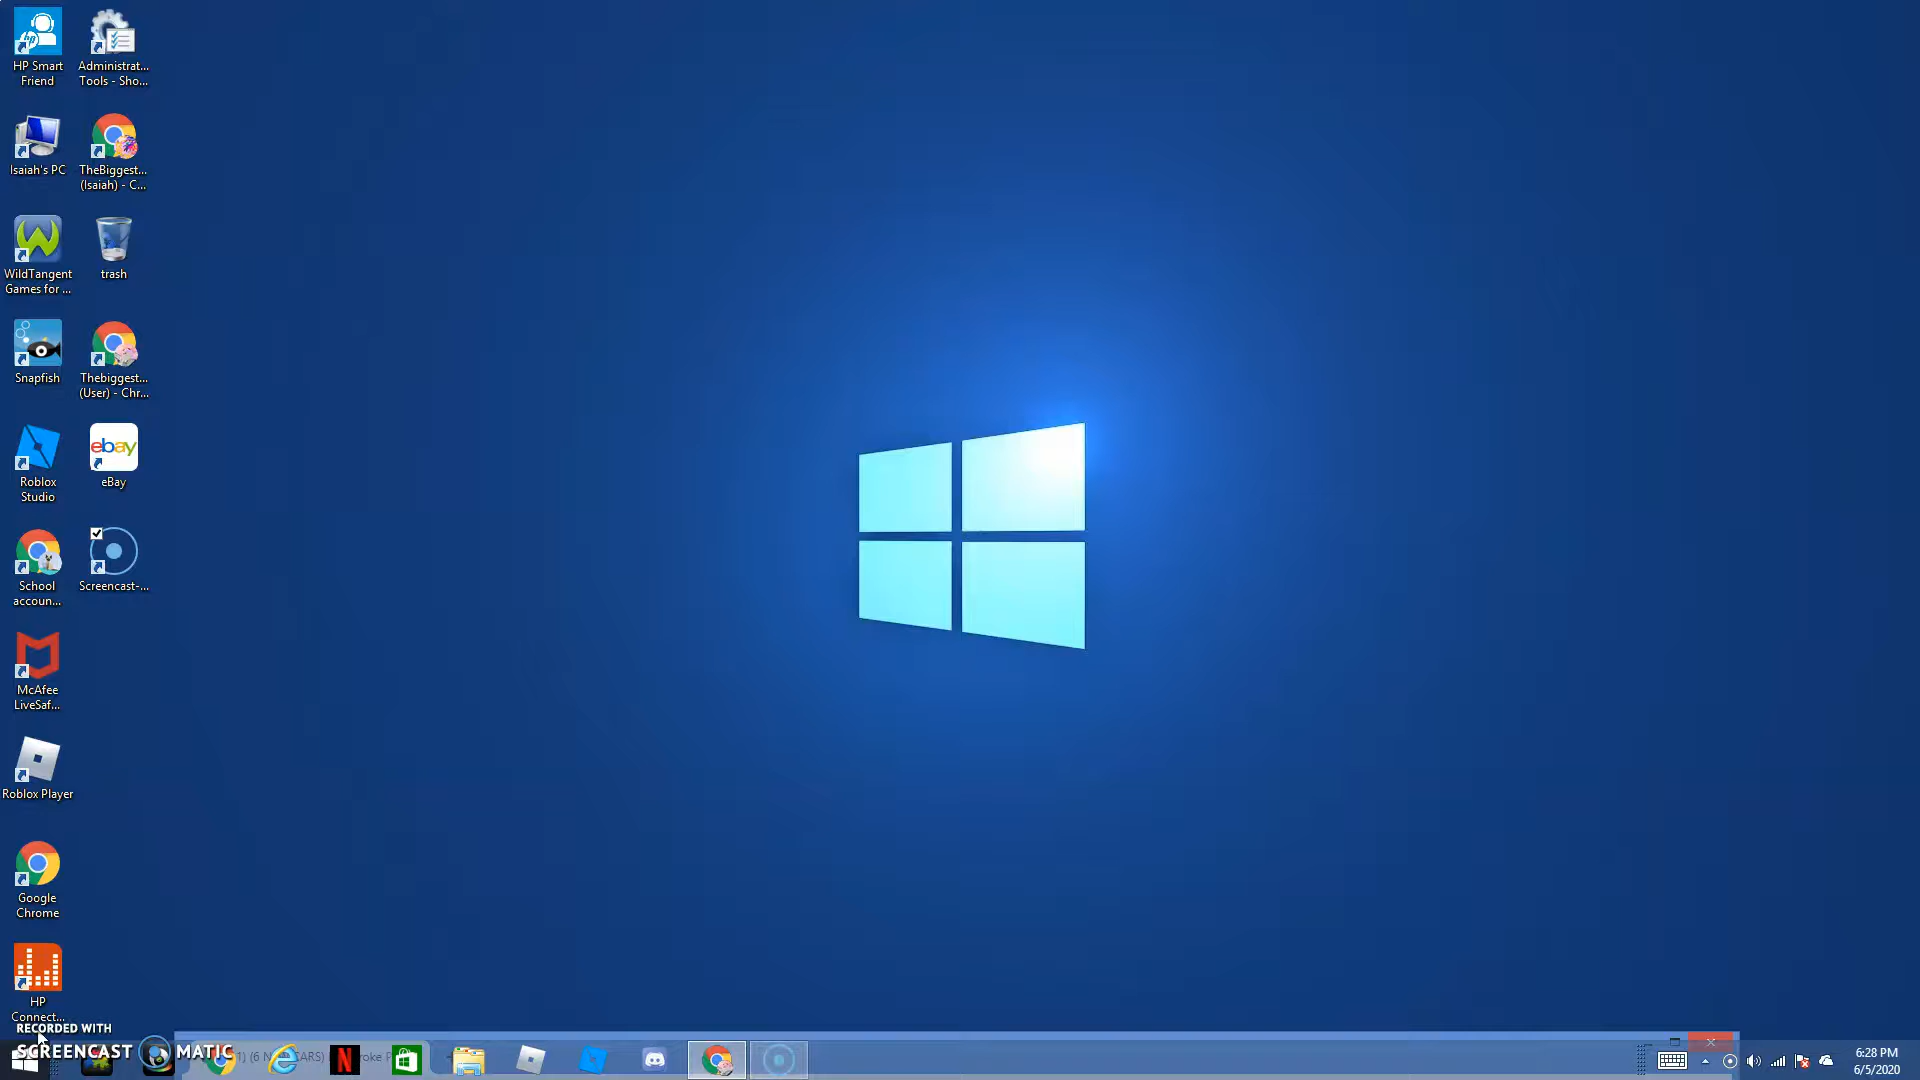 HP Smart
Friend
Administrat...
Tools - Sho...
Isaiah's PC
TheBiggest...
(Isaiah) - C...
WildTangent
Games for ...
trash
Snapfish
Thebiggest...
(User) - Chr...
Roblox
Studio
ebay
eBay
School
accoun...
Screencast-...
McAfee
LiveSaf...
Roblox Player
Google
Chrome
HP
Connect...
RECORDED WITH
SCREENCAST MATIC
6:28 PM
6/5/2020